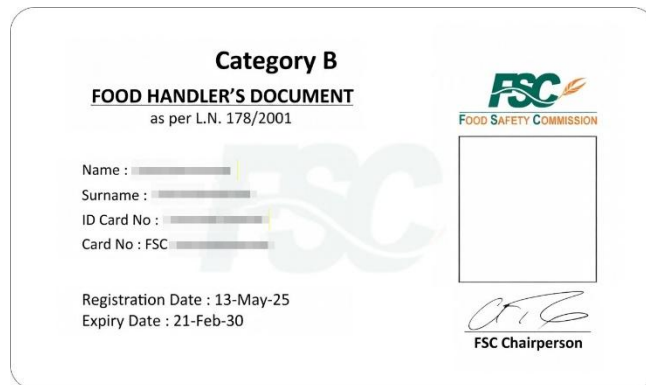 Category B
FOOD HANDLER'S DOCUMENT
as per L.N. 178/2001
Name :
Surname :
ID Card No :
Card No : FSC
Registration Date : 13-May-25
Expiry Date : 21-Feb-30
FSC
FOOD SAFETY COMMISSION
FSC Chairperson
FSC